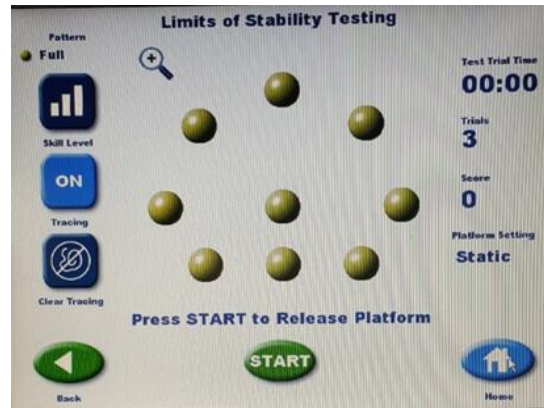 Limits of Stability Testing
Pattern
Full
Skill Level
ON
Tracing
Clear Tracing
Test Trial Time
00:00
Trials
3
Score
0
Platform Setting
Static
Press START to Release Platform
Back
START
Home